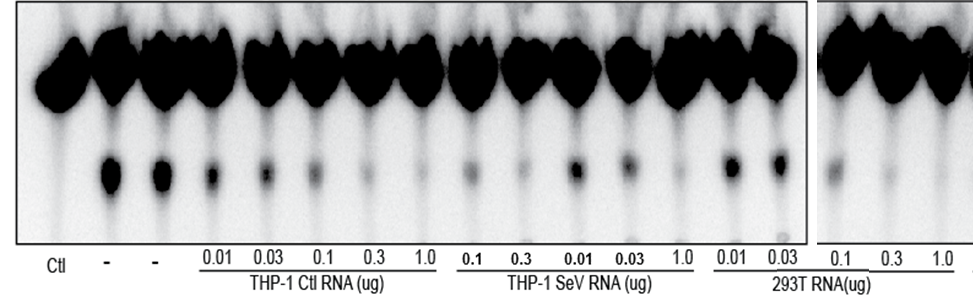 Ctl - - 0.01 0.03 0.1 0.3 1.0 0.1 0.3 0.01 0.03 1.0 0.01 0.03 0.1 0.3 1.0
THP-1 Ctl RNA (ug) THP-1 SeV RNA (ug) 293T RNA(ug)